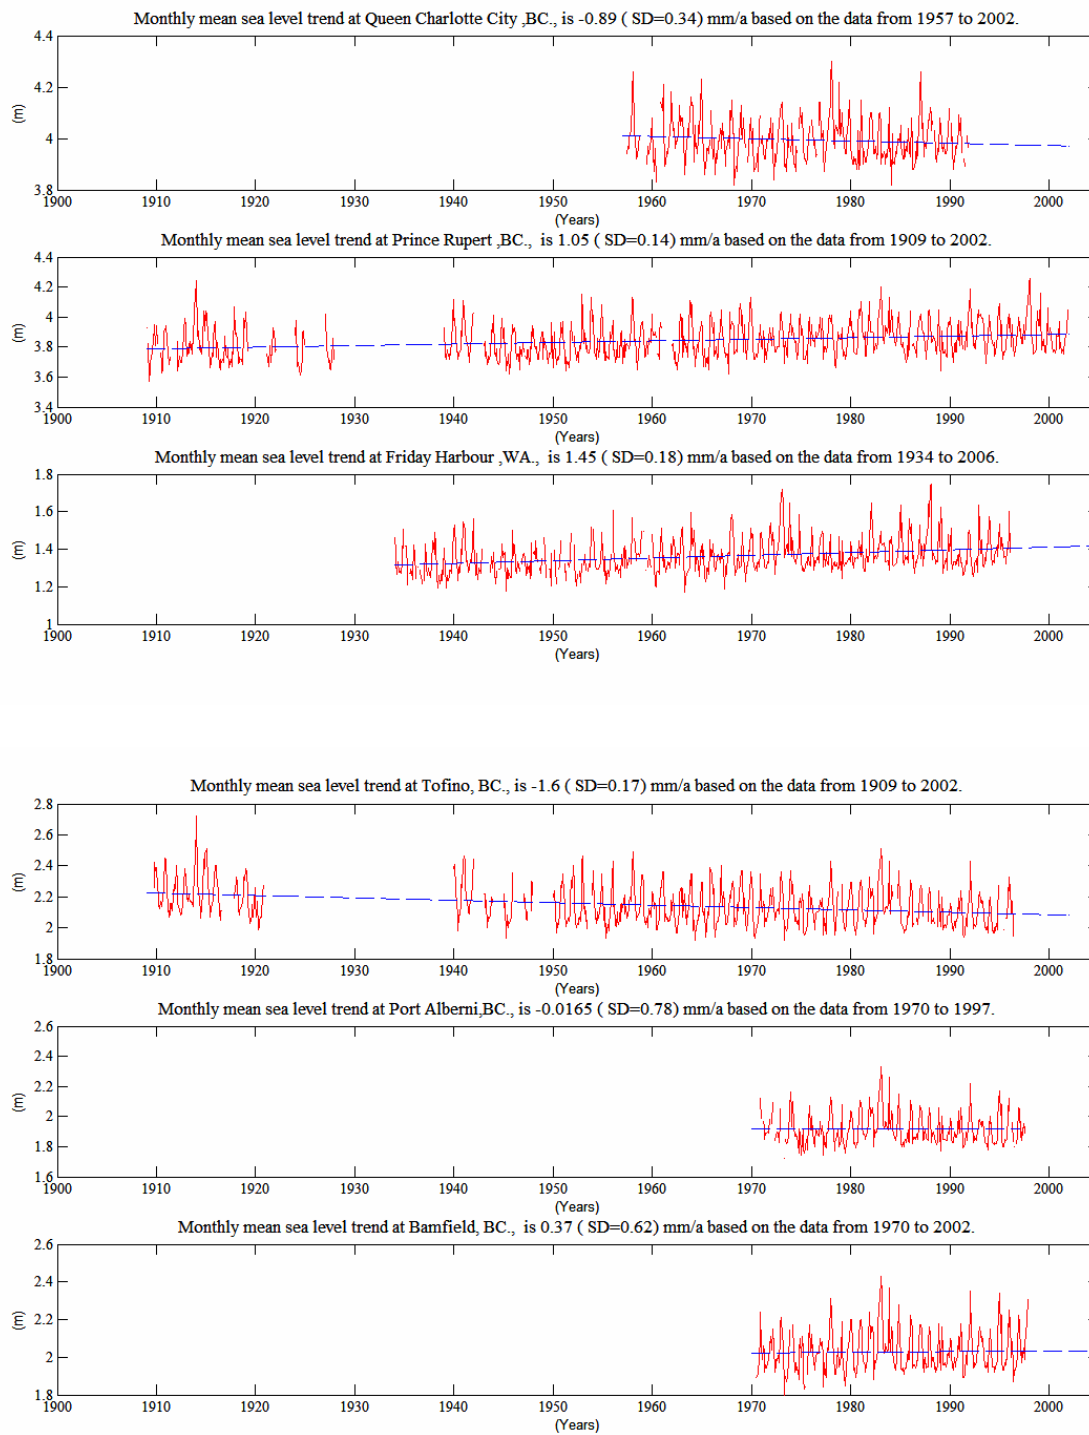 Monthly mean sea level trend at Queen Charlotte City ,BC., is -0.89 ( SD=0.34) mm/a based on the data from 1957 to 2002.
4.4
4.2
(m)
4
3.8
1900 1910 1920 1930 1940 1950 1960 1970 1980 1990 2000
(Years)
Monthly mean sea level trend at Prince Rupert ,BC., is 1.05 ( SD=0.14) mm/a based on the data from 1909 to 2002.
4.4
4.2
(m)
4
3.8
3.6
3.4
1900 1910 1920 1930 1940 1950 1960 1970 1980 1990 2000
(Years)
Monthly mean sea level trend at Friday Harbour ,WA., is 1.45 ( SD=0.18) mm/a based on the data from 1934 to 2006.
1.8
1.6
(m)
1.4
1.2
1
1900 1910 1920 1930 1940 1950 1960 1970 1980 1990 2000
(Years)
Monthly mean sea level trend at Tofino, BC., is -1.6 ( SD=0.17) mm/a based on the data from 1909 to 2002.
2.8
2.6
2.4
(m)
2.2
2
1.8
1900 1910 1920 1930 1940 1950 1960 1970 1980 1990 2000
(Years)
Monthly mean sea level trend at Port Alberni,BC., is -0.0165 ( SD=0.78) mm/a based on the data from 1970 to 1997.
2.6
2.4
2.2
(m)
2
1.8
1.6
1900 1910 1920 1930 1940 1950 1960 1970 1980 1990 2000
(Years)
Monthly mean sea level trend at Bamfield, BC., is 0.37 ( SD=0.62) mm/a based on the data from 1970 to 2002.
2.6
2.4
2.2
(m)
2
1.8
1900 1910 1920 1930 1940 1950 1960 1970 1980 1990 2000
(Years)